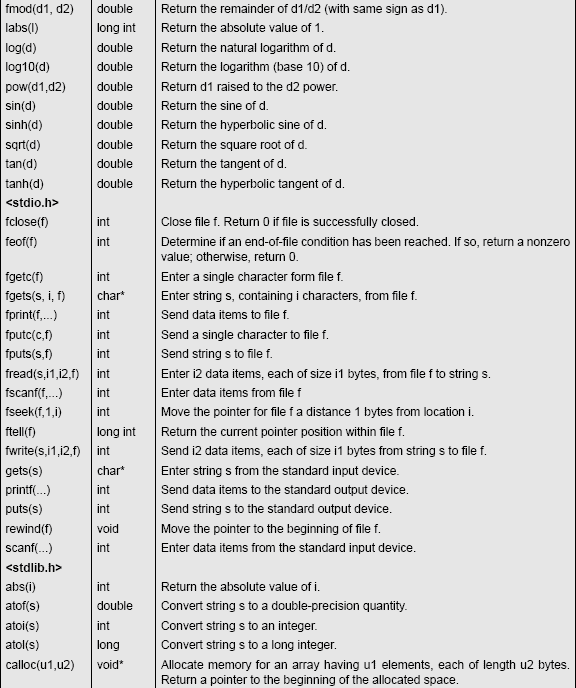 fmod(d1, d2) double Return the remainder of d1/d2 (with same sign as d1).
labs(l) long int Return the absolute value of 1.
log(d) double Return the natural logarithm of d.
log10(d) double Return the logarithm (base 10) of d.
pow(d1,d2) double Return d1 raised to the d2 power.
sin(d) double Return the sine of d.
sinh(d) double Return the hyperbolic sine of d.
sqrt(d) double Return the square root of d.
tan(d) double Return the tangent of d.
tanh(d) double Return the hyperbolic tangent of d.
<stdio.h>
fclose(f) int Close file f. Return 0 if file is successfully closed.
feof(f) int Determine if an end-of-file condition has been reached. If so, return a nonzero
value; otherwise, return 0.
fgetc(f) int Enter a single character form file f.
fgets(s, i, f) char* Enter string s, containing i characters, from file f.
fprint(f,...) int Send data items to file f.
fputc(c,f) int Send a single character to file f.
fputs(s,f) int Send string s to file f.
fread(s,i1,i2,f) int Enter i2 data items, each of size i1 bytes, from file f to string s.
fscanf(f,...) int Enter data items from file f
fseek(f,1,i) int Move the pointer for file f a distance 1 bytes from location i.
ftell(f) long int Return the current pointer position within file f.
fwrite(s,i1,i2,f) int Send i2 data items, each of size i1 bytes from string s to file f.
gets(s) char* Enter string s from the standard input device.
printf(...) int Send data items to the standard output device.
puts(s) int Send string s to the standard output device.
rewind(f) void Move the pointer to the beginning of file f.
scanf(...) int Enter data items from the standard input device.
<stdlib.h>
abs(i) int Return the absolute value of i.
atof(s) double Convert string s to a double-precision quantity.
atoi(s) int Convert string s to an integer.
atol(s) long Convert string s to a long integer.
calloc(u1,u2) void* Allocate memory for an array having u1 elements, each of length u2 bytes.
Return a pointer to the beginning of the allocated space.